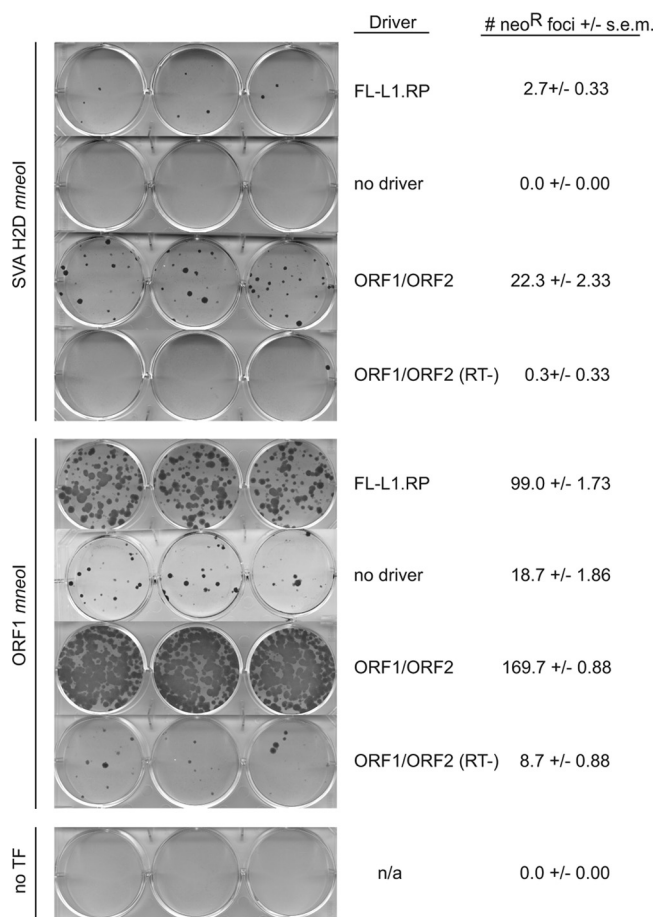 Driver # neoR foci +/- s.e.m.
SVA H2D mneoI
FL-L1.RP 2.7+/- 0.33
no driver 0.0 +/- 0.00
ORF1/ORF2 22.3 +/- 2.33
ORF1/ORF2 (RT-) 0.3+/- 0.33
ORF1 mneoI
FL-L1.RP 99.0 +/- 1.73
no driver 18.7 +/- 1.86
ORF1/ORF2 169.7 +/- 0.88
ORF1/ORF2 (RT-) 8.7 +/- 0.88
no TF
n/a 0.0 +/- 0.00